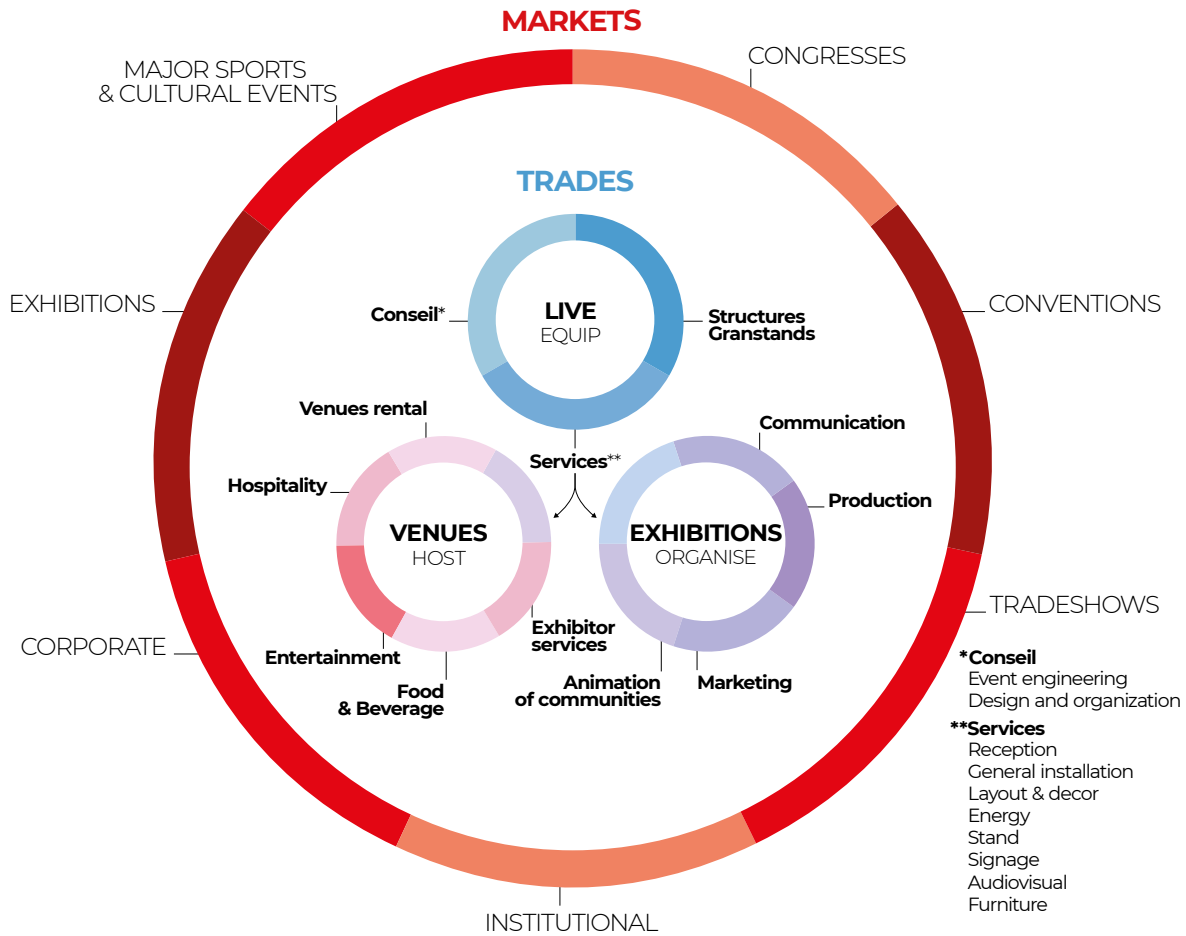 MARKETS
CONGRESSES
MAJOR SPORTS
& CULTURAL EVENTS
TRADES
EXHIBITIONS
CONVENTIONS
Conseil*
LIVE
EQUIP
Structures
Granstands
Venues rental
Communication
Services**
Hospitality
Production
VENUES
HOST
EXHIBITIONS
ORGANISE
TRADESHOWS
CORPORATE
Exhibitor
services
Entertainment
Food
& Beverage
Animation
of communities
Marketing
*Conseil
Event engineering
Design and organization
**Services
Reception
General installation
Layout & decor
Energy
Stand
Signage
Audiovisual
Furniture
INSTITUTIONAL